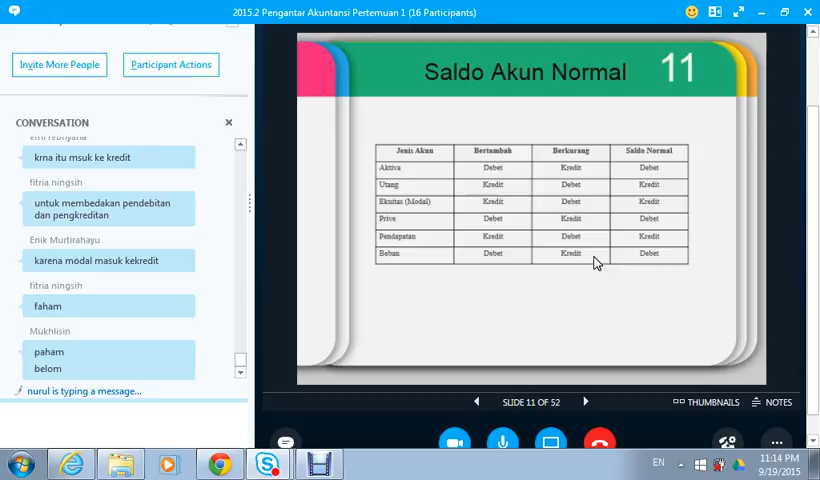 2015.2 Pengantar Akuntansi Pertemuan 1 (16 Participants)
Invite More People
Participant Actions
CONVERSATION
krna itu msuk ke kredit
fitria ningsih
untuk membedakan pendebitan
dan pengkreditan
Enik Murtirahayu
karena modal masuk kekredit
fitria ningsih
faham
Mukhlisin
paham
belom
nurul is typing a message...
Saldo Akun Normal 11
Jenis Akun Bertambah Berkurang Saldo Normal
Aktiva Debet Kredit Debet
Utang Kredit Debet Kredit
Ekuitas (Modal) Kredit Debet Kredit
Prive Debet Kredit Debet
Pendapatan Kredit Debet Kredit
Beban Debet Kredit Debet
SLIDE 11 OF 52
THUMBNAILS
NOTES
EN
11:14 PM
9/19/2015